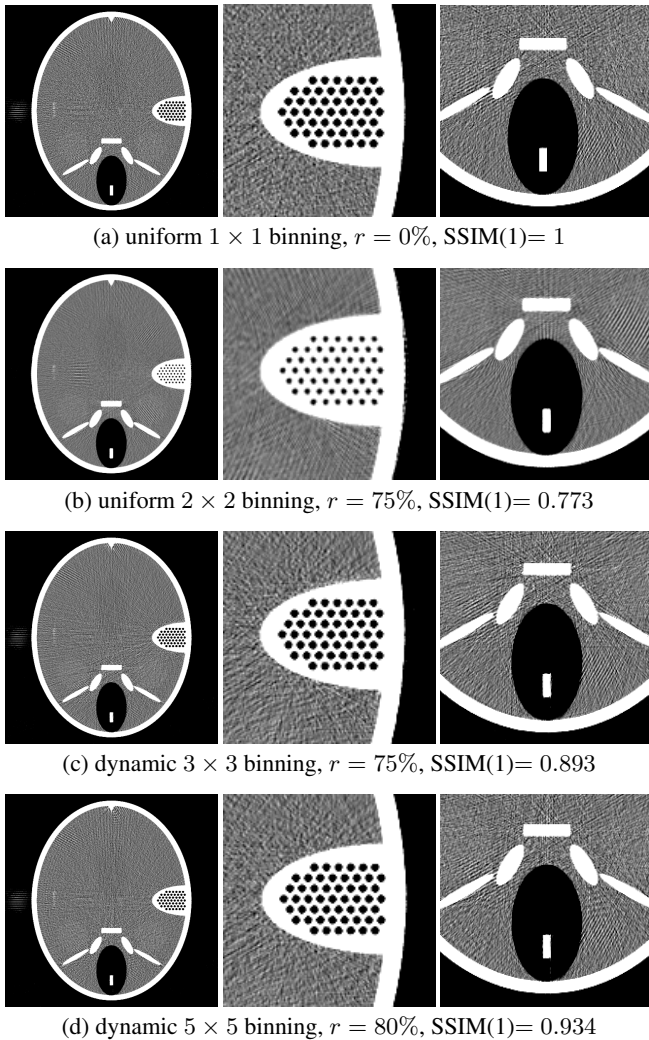 (a) uniform 1 × 1 binning, r = 0%, SSIM(1)= 1
(b) uniform 2 × 2 binning, r = 75%, SSIM(1)= 0.773
(c) dynamic 3 × 3 binning, r = 75%, SSIM(1)= 0.893
(d) dynamic 5 × 5 binning, r = 80%, SSIM(1)= 0.934